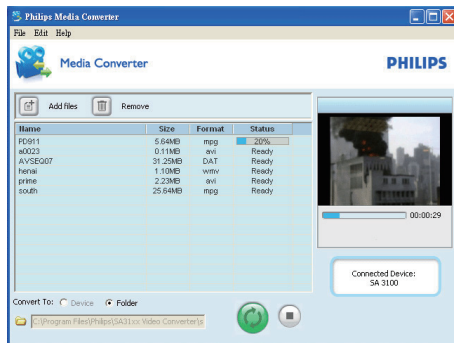 Philips Media Converter
File Edit Help
Media Converter
PHILIPS
Add files Remove
Name Size Format Status
PD911 5.64MB mpg 20%
a0023 0.11MB avi Ready
AVSEQ07 31.25MB DAT Ready
henai 1.10MB wmv Ready
prime 2.23MB avi Ready
south 25.64MB mpg Ready
00:00:29
Connected Device:
SA 3100
Convert To: Device Folder
C:\Program Files\Philips\SA31xx Video Converter\s